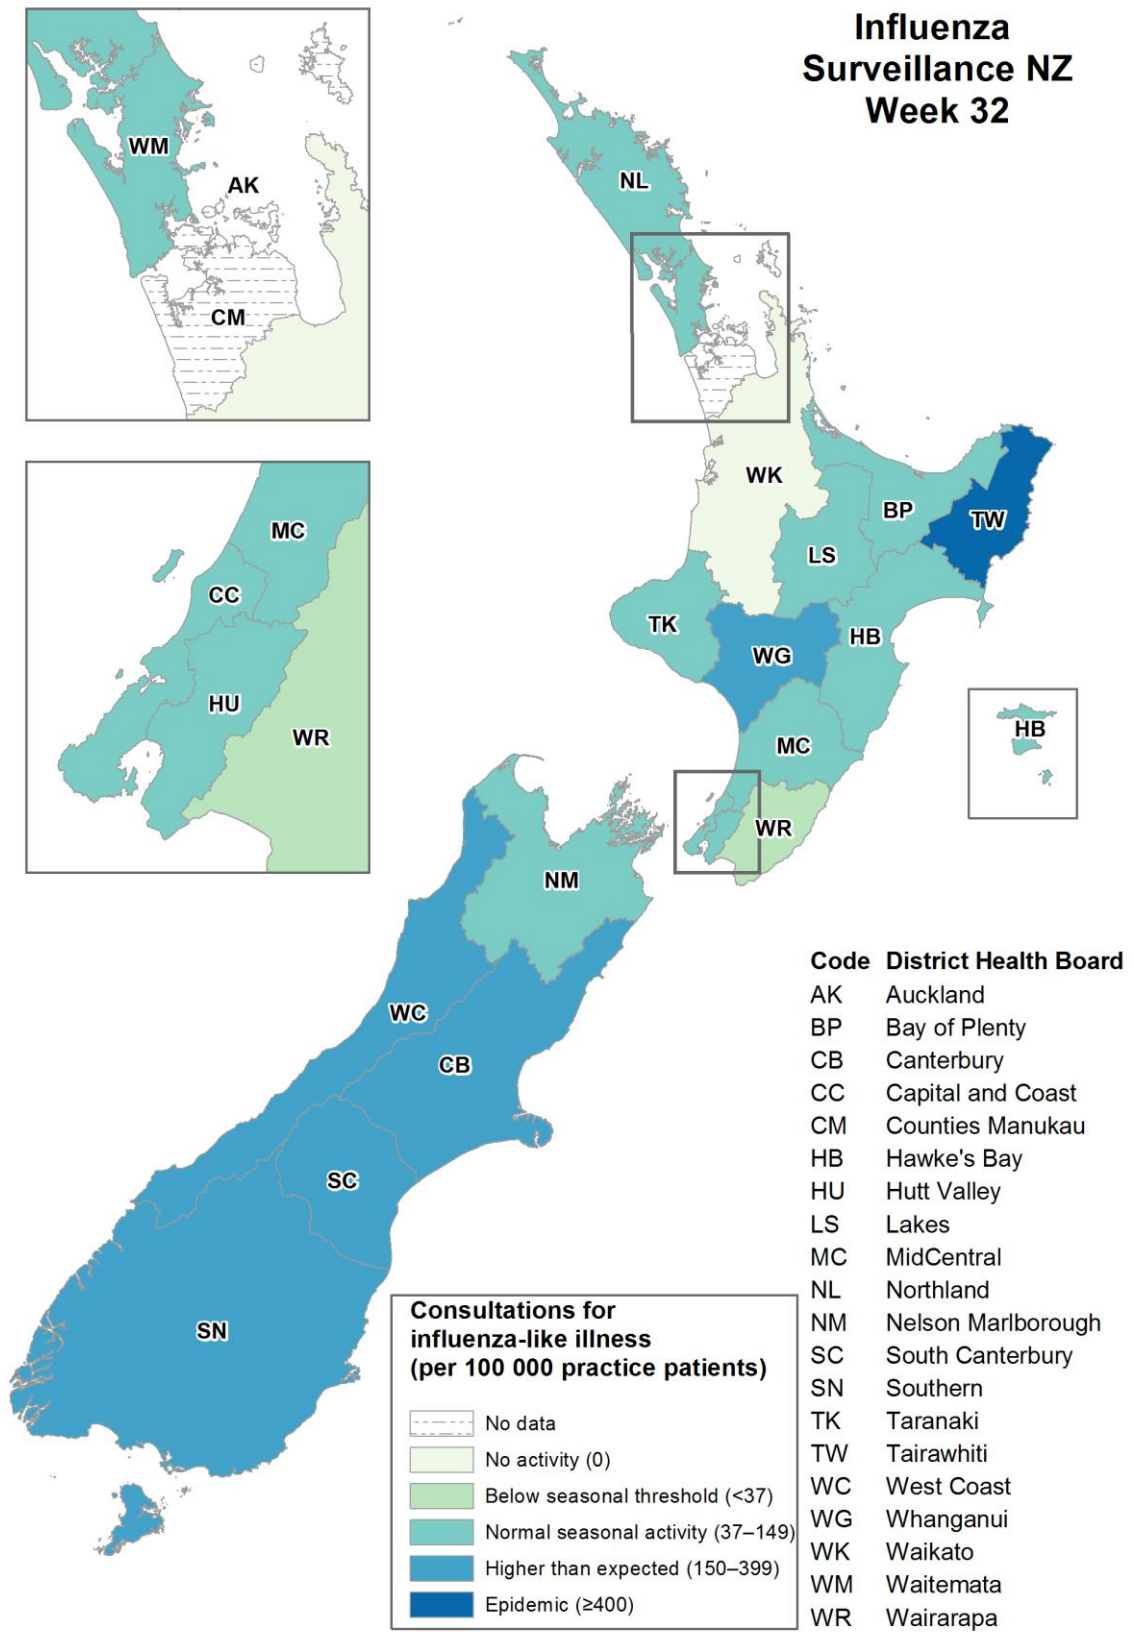 Influenza
Surveillance NZ
Week 32
WM
AK
CM
NL
WK
BP
TW
LS
TK
WG
HB
MC
WR
MC
CC
HU
WR
HB
NM
WC
CB
SC
SN
Code District Health Board
AK Auckland
BP Bay of Plenty
CB Canterbury
CC Capital and Coast
CM Counties Manukau
HB Hawke's Bay
HU Hutt Valley
LS Lakes
MC MidCentral
NL Northland
NM Nelson Marlborough
SC South Canterbury
SN Southern
TK Taranaki
TW Tairawhiti
WC West Coast
WG Whanganui
WK Waikato
WM Waitemata
WR Wairarapa
Consultations for
influenza-like illness
(per 100 000 practice patients)
No data
No activity (0)
Below seasonal threshold (<37)
Normal seasonal activity (37–149)
Higher than expected (150–399)
Epidemic (≥400)